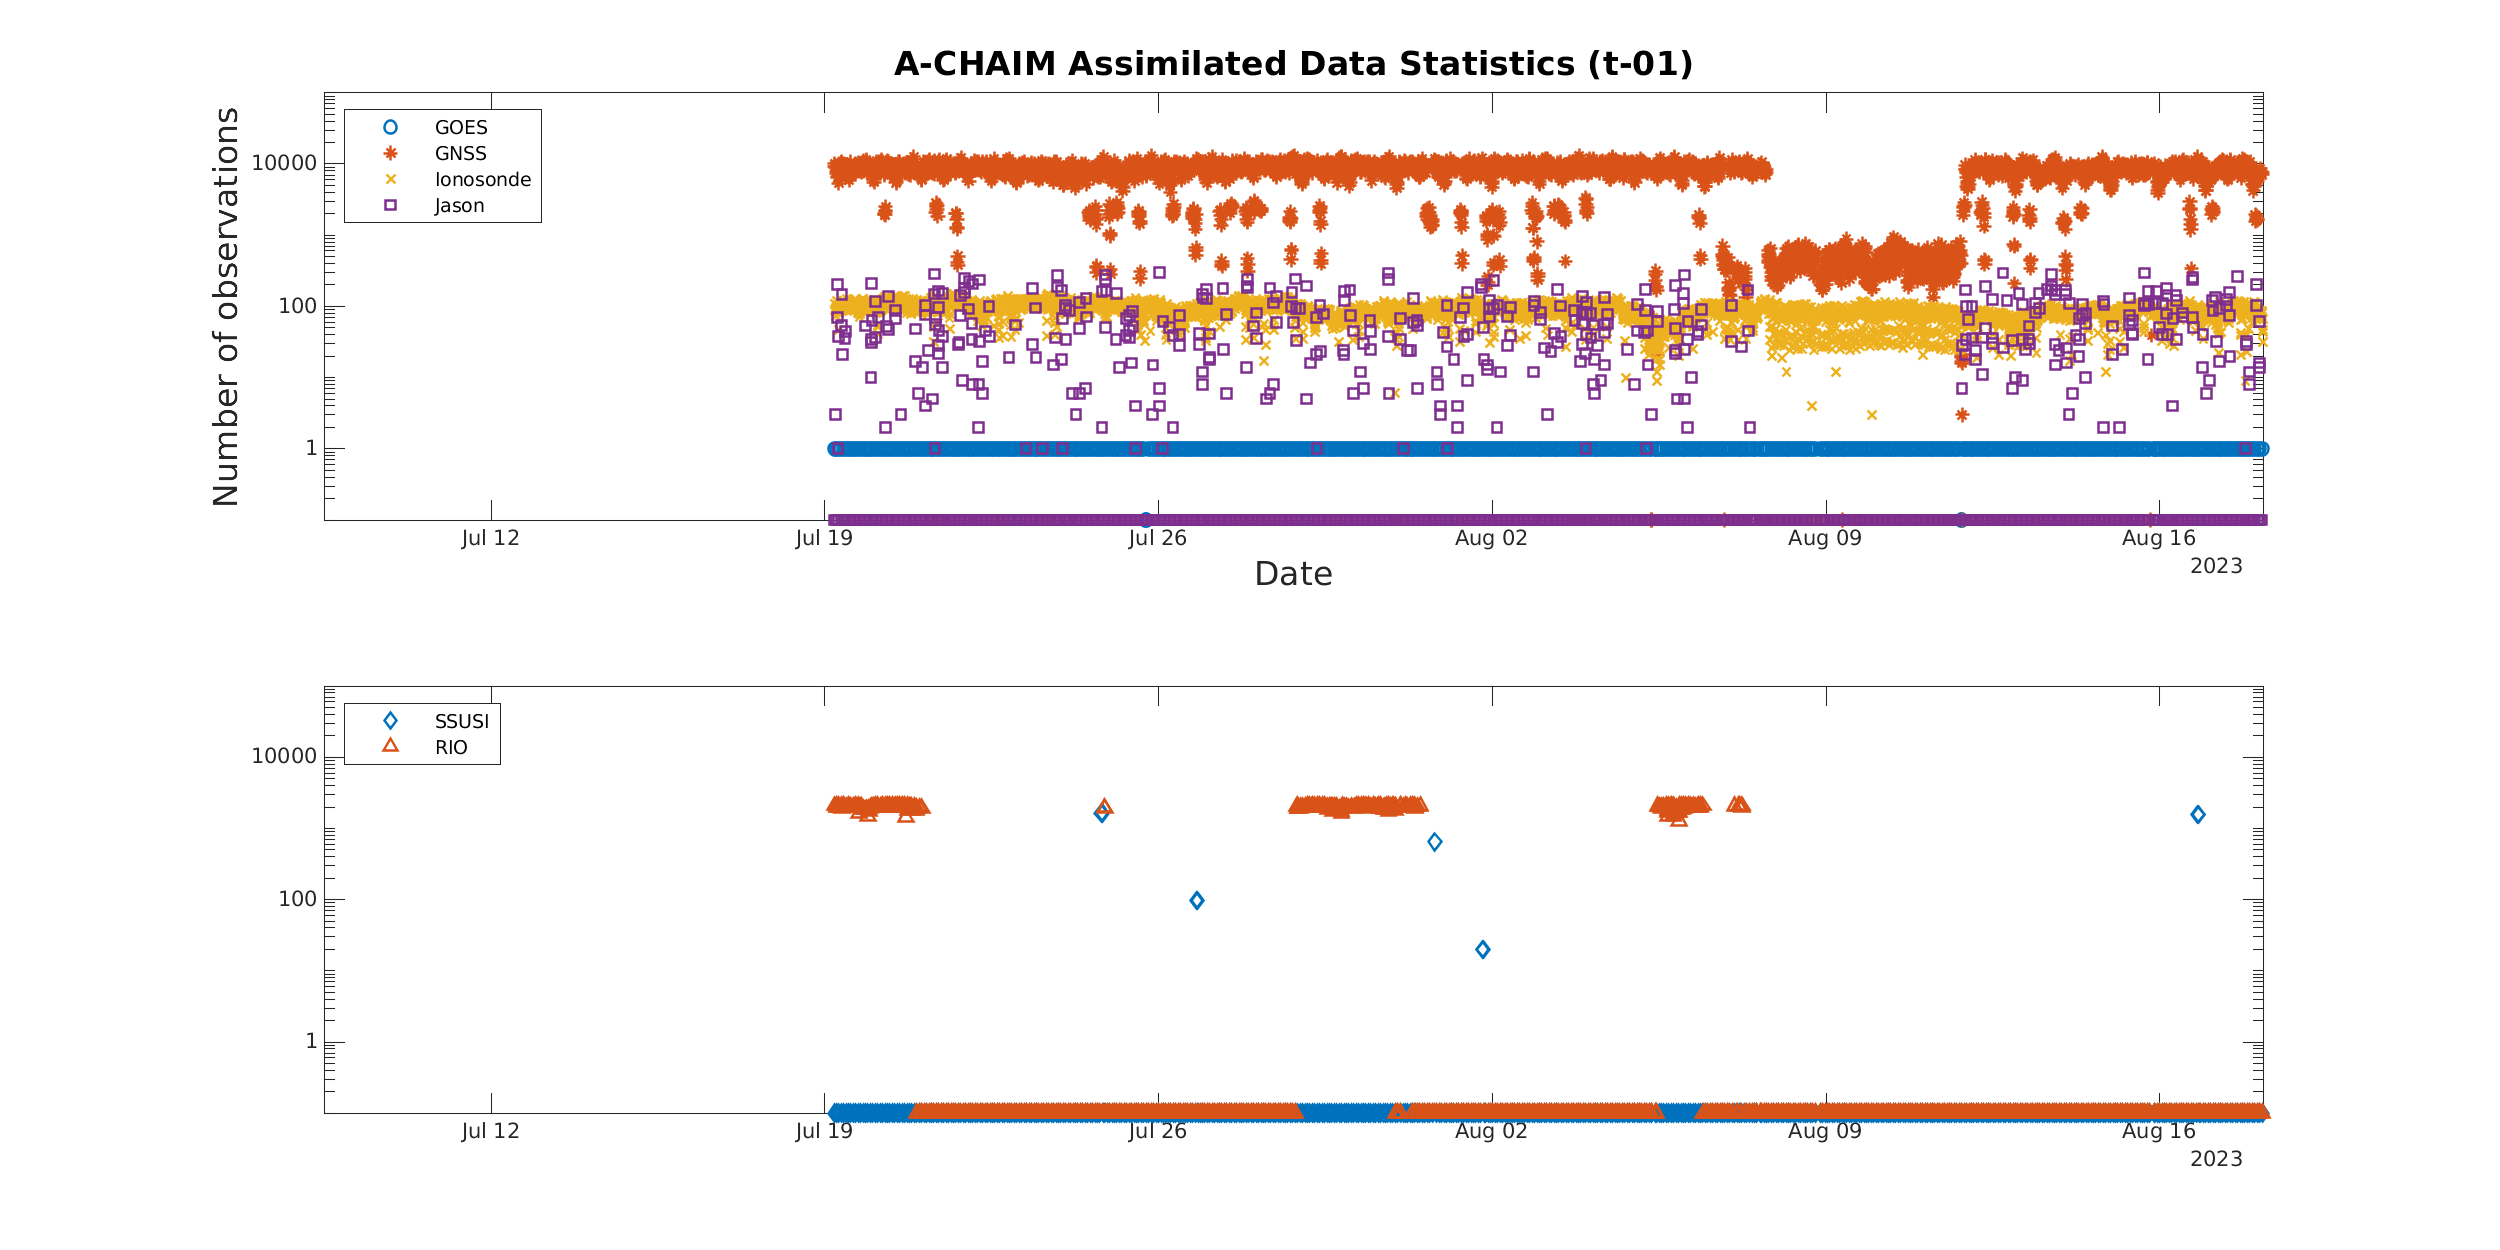 A-CHAIM Assimilated Data Statistics (t-01)
Number of observations
10000
100
1
GOES
GNSS
Ionosonde
Jason
Jul 12
Jul 19
Jul 26
Aug 02
Aug 09
Aug 16
2023
Date
10000
100
1
SSUSI
RIO
Jul 12
Jul 19
Jul 26
Aug 02
Aug 09
Aug 16
2023